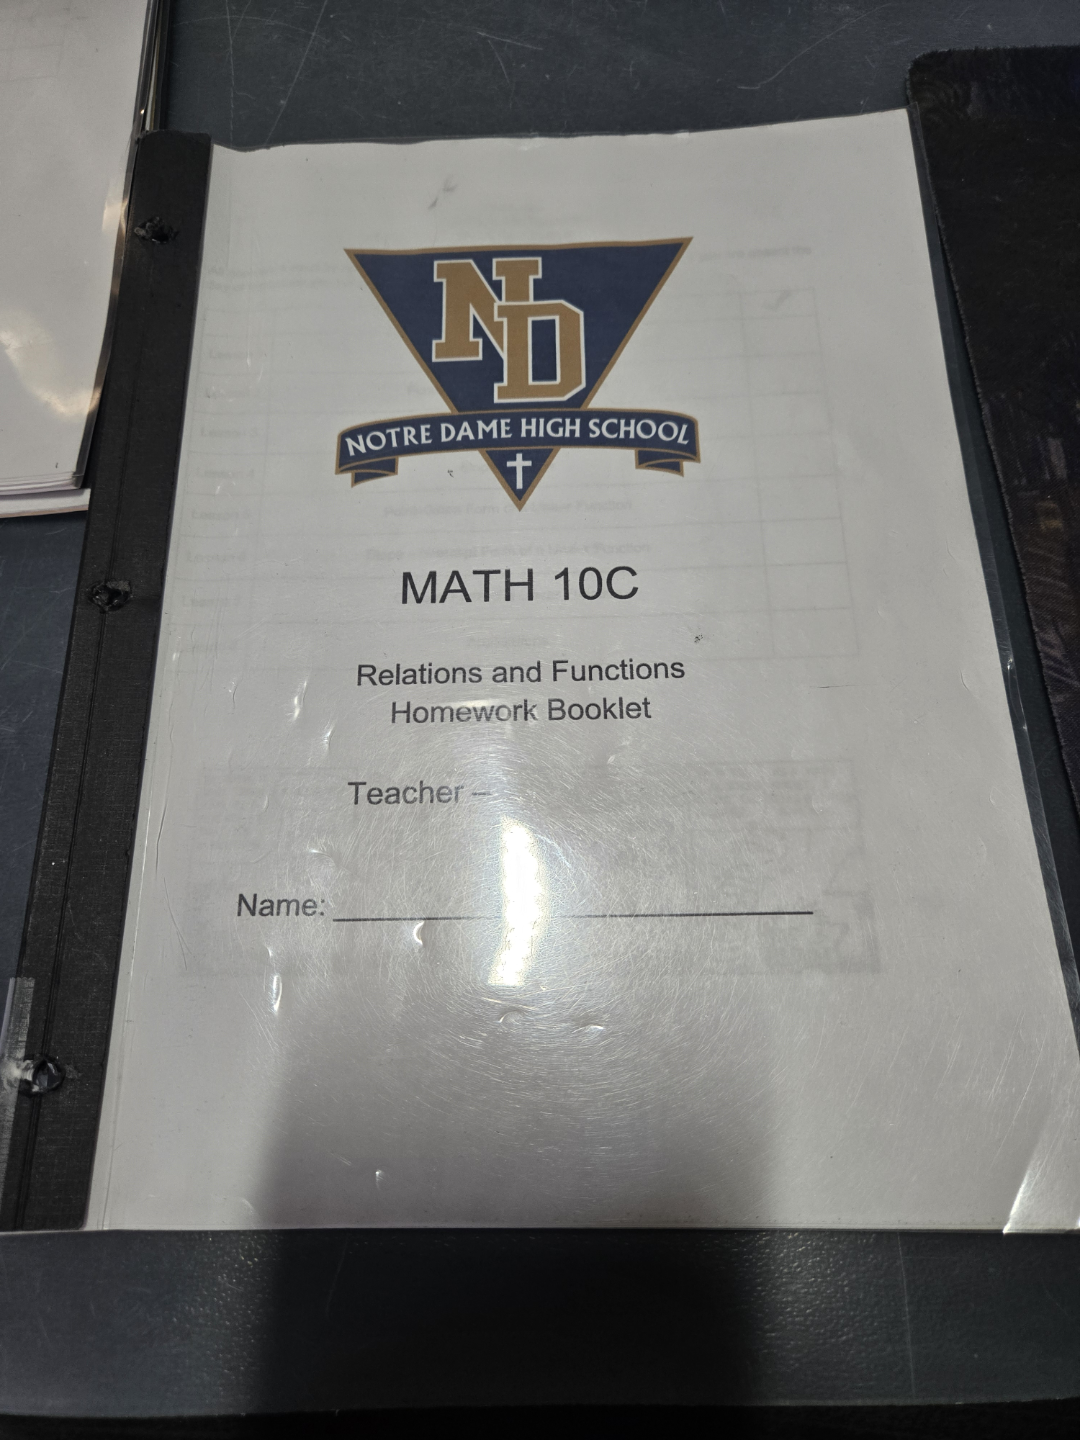 ND
NOTRE DAME HIGH SCHOOL
MATH 10C
Relations and Functions
Homework Booklet
Teacher –
Name: